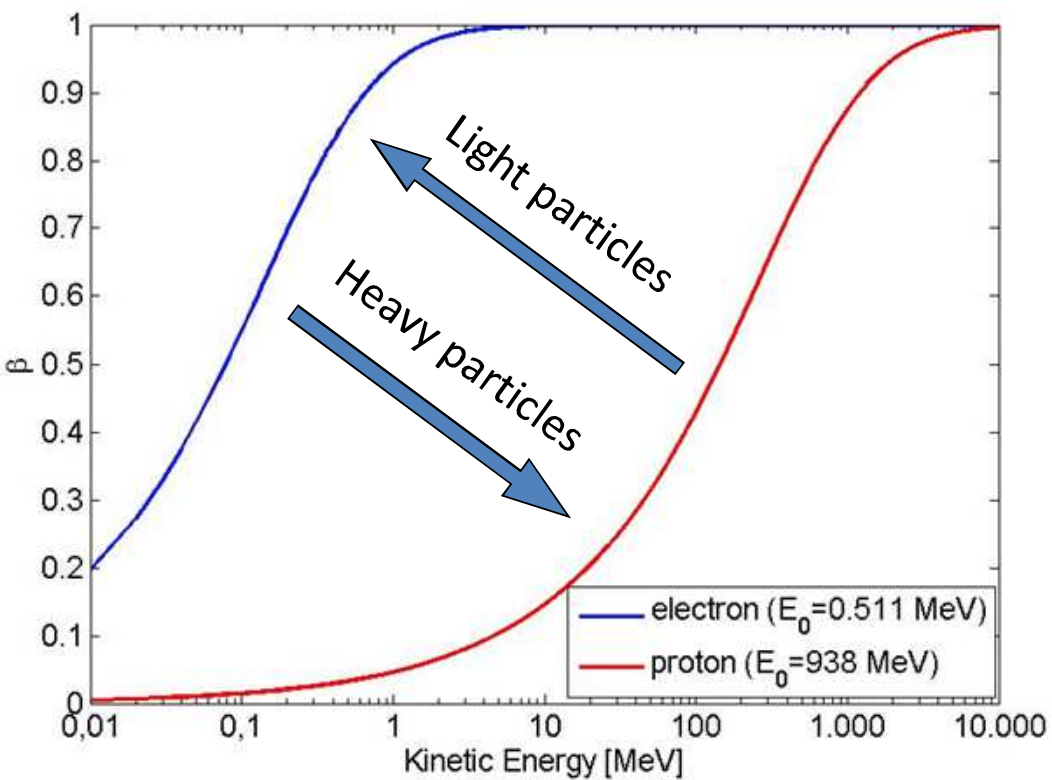 1
0.9
0.8
0.7
0.6
0.5
0.4
0.3
0.2
0.1
0
β
Light particles
Heavy particles
electron (E₀=0.511 MeV)
proton (E₀=938 MeV)
0,01 0,1 1 10 100 1.000 10.000
Kinetic Energy [MeV]